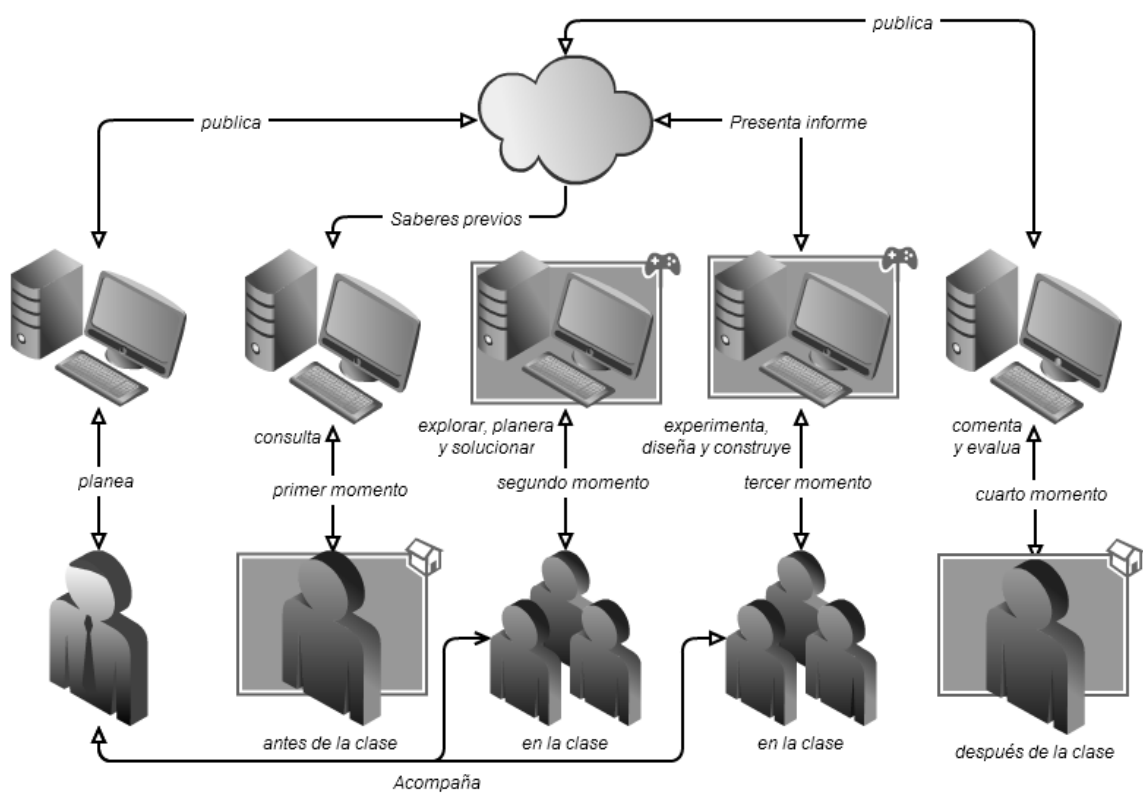 publica
publica
Presenta informe
Saberes previos
consulta
explorar, planera
y solucionar
experimenta,
diseña y construye
comenta
y evalua
planea
primer momento
segundo momento
tercer momento
cuarto momento
antes de la clase
en la clase
en la clase
después de la clase
Acompaña